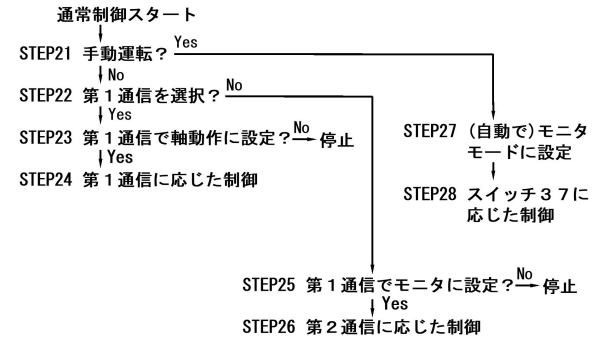 通常制御スタート
STEP21 手動運転？ Yes
No
STEP22 第１通信を選択？ No
Yes
STEP23 第１通信で軸動作に設定？ No 停止
Yes
STEP24 第１通信に応じた制御
STEP27 (自動で)モニタ
モードに設定
STEP28 スイッチ３７に
応じた制御
STEP25 第１通信でモニタに設定？ No 停止
Yes
STEP26 第２通信に応じた制御